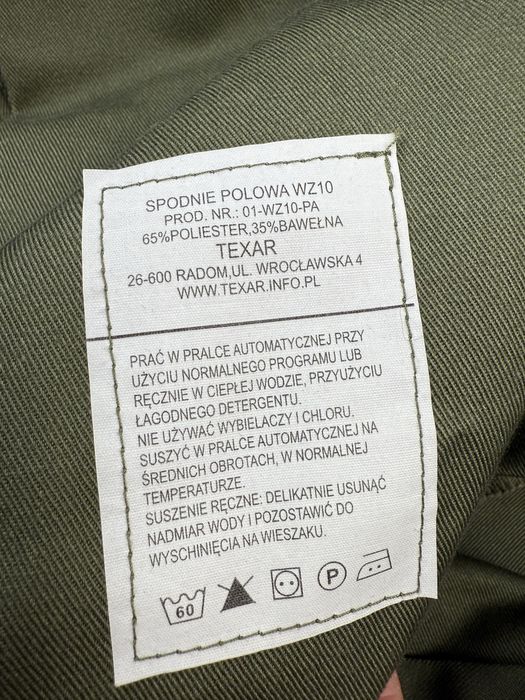 SPODNIE POLOWA WZ10
PROD. NR.: 01-WZ10-PA
65%POLIESTER,35%BAWEŁNA
TEXAR
26-600 RADOM,UL. WROCŁAWSKA 4
WWW.TEXAR.INFO.PL
PRAĆ W PRALCE AUTOMATYCZNEJ PRZY
UŻYCIU NORMALNEGO PROGRAMU LUB
RĘCZNIE W CIEPŁEJ WODZIE, PRZYUŻYCIU
ŁAGODNEGO DETERGENTU.
NIE UŻYWAĆ WYBIELACZY I CHLORU.
SUSZYĆ W PRALCE AUTOMATYCZNEJ NA
ŚREDNICH OBROTACH, W NORMALNEJ
TEMPERATURZE.
SUSZENIE RĘCZNE: DELIKATNIE USUNĄĆ
NADMIAR WODY I POZOSTAWIĆ DO
WYSCHINIĘCIA NA WIESZAKU.
60 P